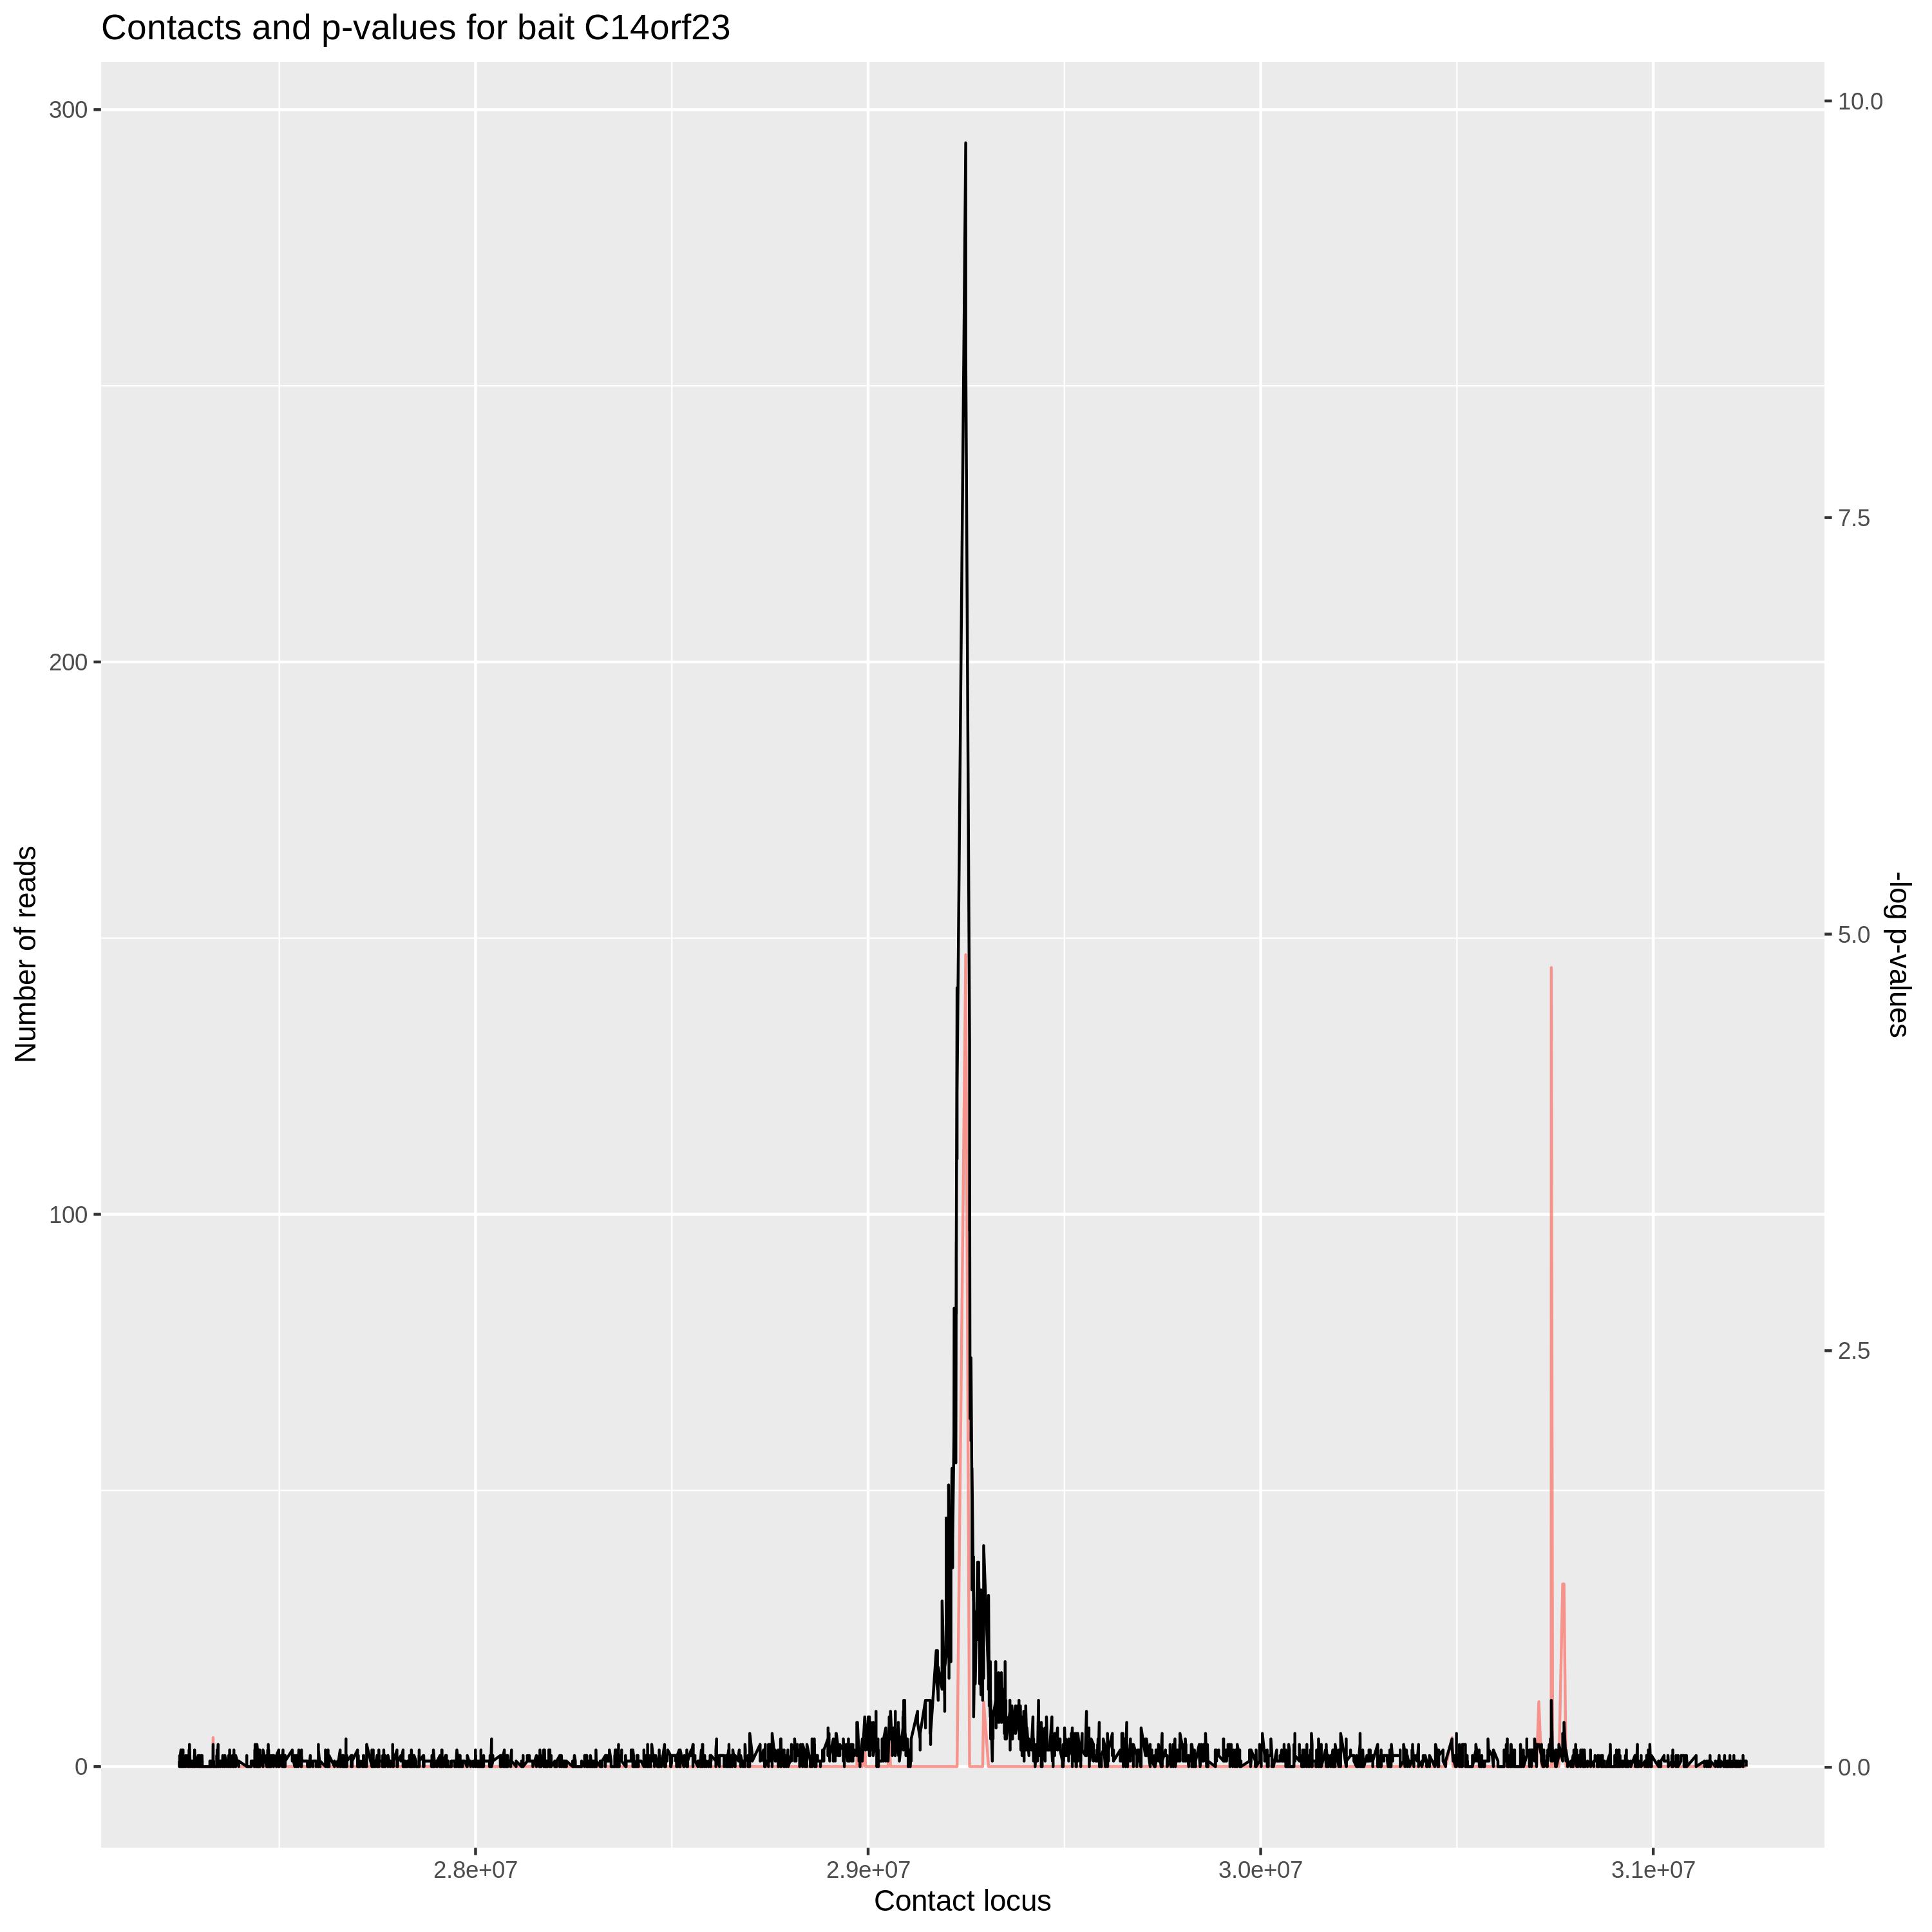 Contacts and p-values for bait C14orf23
300
200
100
0
Number of reads
10.0
7.5
5.0
2.5
0.0
-log p-values
2.8e+07
2.9e+07
3.0e+07
3.1e+07
Contact locus